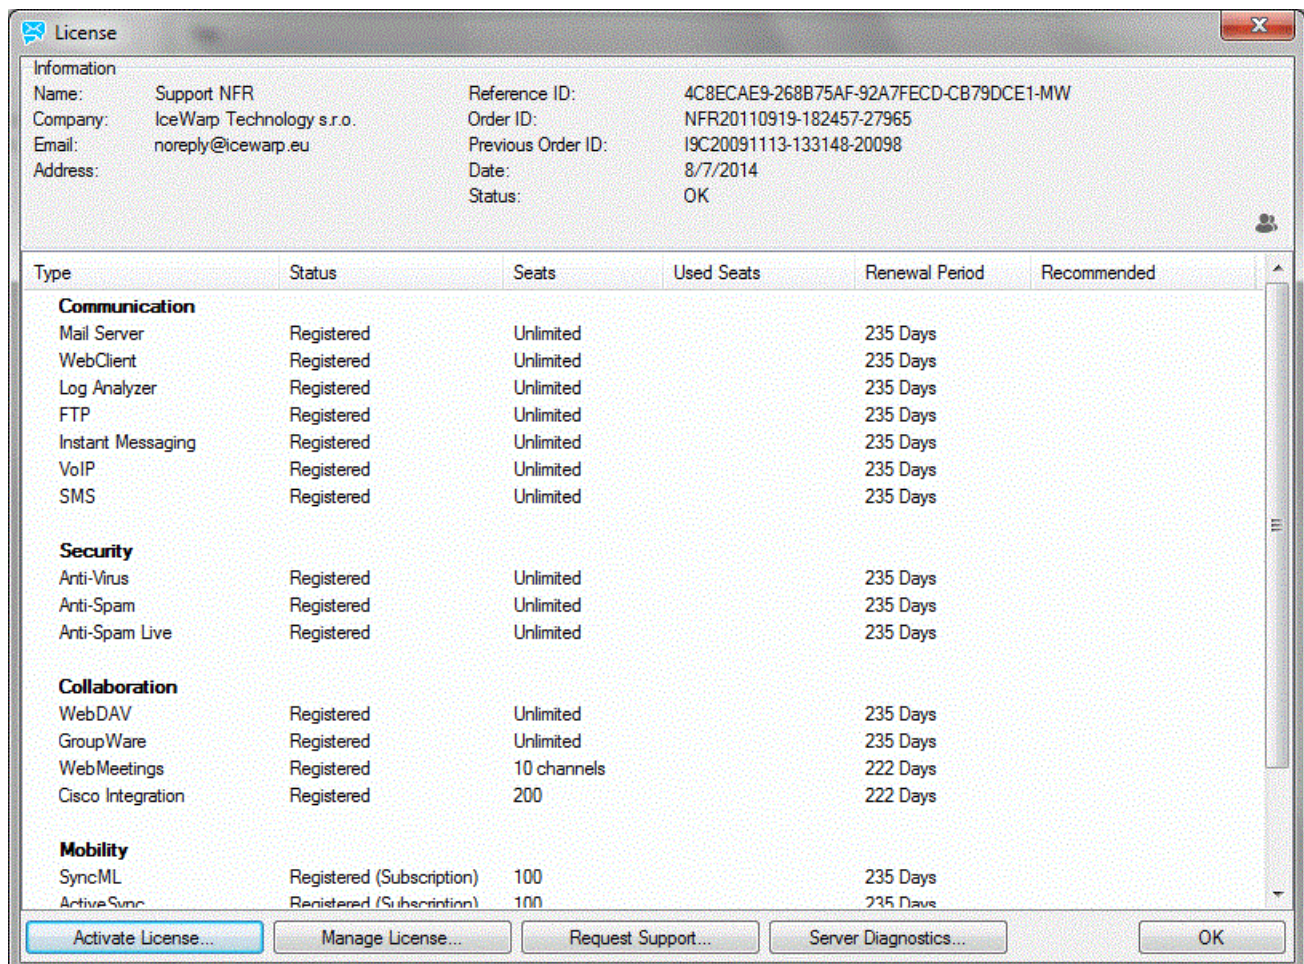 License
Information
Name: Support NFR Reference ID: 4C8ECAE9-268B75AF-92A7FECD-CB79DCE1-MW
Company: IceWarp Technology s.r.o. Order ID: NFR20110919-182457-27965
Email: noreply@icewarp.eu Previous Order ID: I9C20091113-133148-20098
Address: Date: 8/7/2014
Status: OK
Type Status Seats Used Seats Renewal Period Recommended
Communication
Mail Server Registered Unlimited 235 Days
WebClient Registered Unlimited 235 Days
Log Analyzer Registered Unlimited 235 Days
FTP Registered Unlimited 235 Days
Instant Messaging Registered Unlimited 235 Days
VoIP Registered Unlimited 235 Days
SMS Registered Unlimited 235 Days
Security
Anti-Virus Registered Unlimited 235 Days
Anti-Spam Registered Unlimited 235 Days
Anti-Spam Live Registered Unlimited 235 Days
Collaboration
WebDAV Registered Unlimited 235 Days
GroupWare Registered Unlimited 235 Days
WebMeetings Registered 10 channels 222 Days
Cisco Integration Registered 200 222 Days
Mobility
SyncML Registered (Subscription) 100 235 Days
ActiveSync Registered (Subscription) 100 235 Days
Activate License... Manage License... Request Support... Server Diagnostics... OK